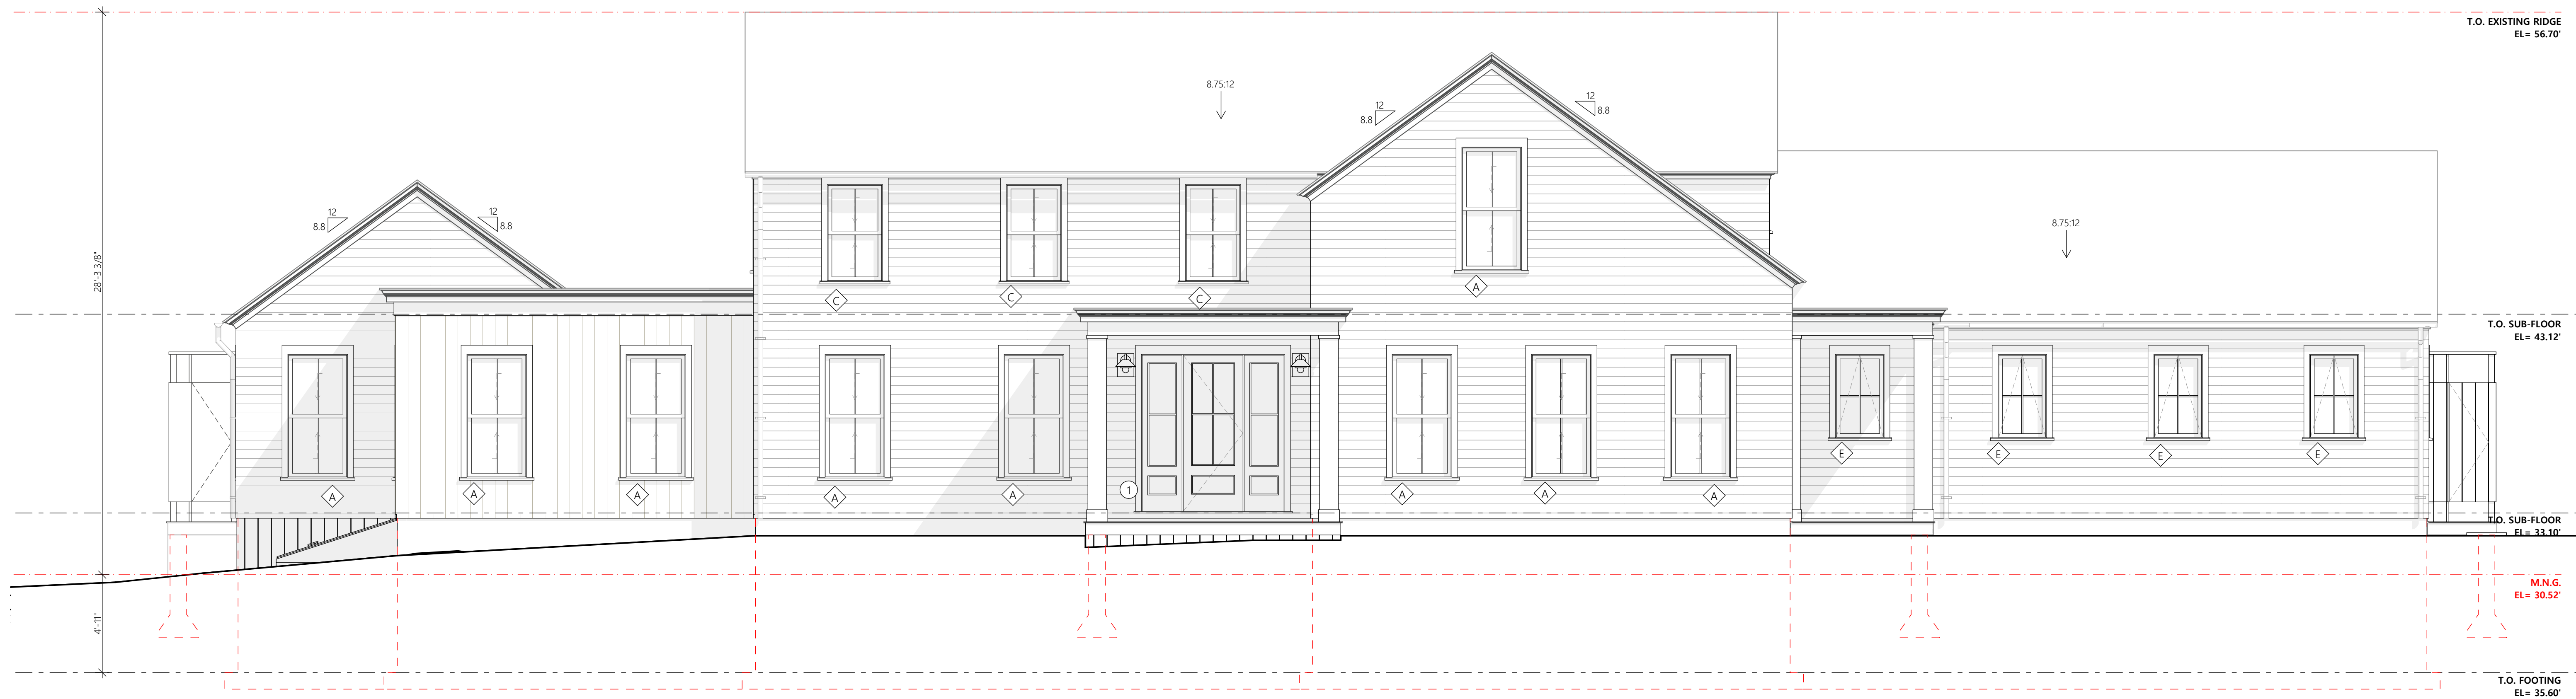 T.O. EXISTING RIDGE
EL= 56.70'
8.75:12
12
8.8
12
8.8
12
8.8
12
8.8
8.75:12
28'-3 3/8"
C
C
C
A
T.O. SUB-FLOOR
EL= 43.12'
E
E
E
E
A
A
A
A
A
1
A
A
A
T.O. SUB-FLOOR
EL= 33.10'
M.N.G.
EL= 30.52'
4'-11"
T.O. FOOTING
EL= 35.60'